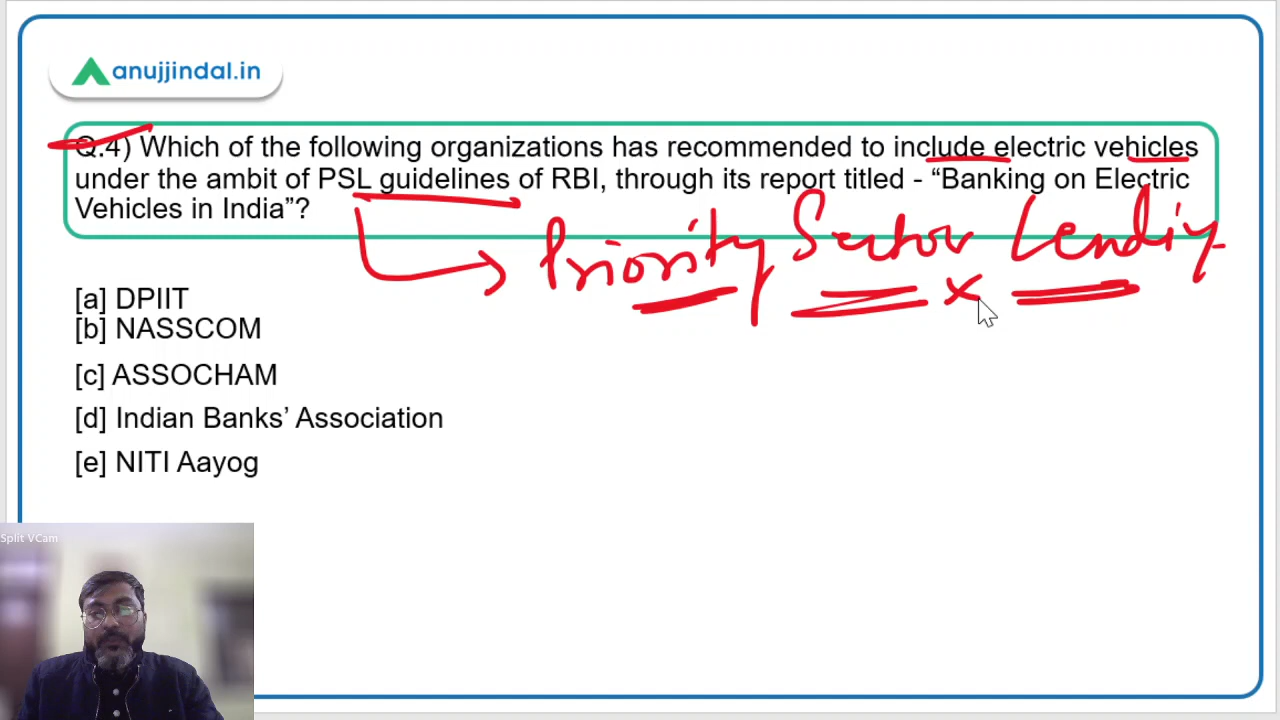 anujjindal.in
Q.4) Which of the following organizations has recommended to include electric vehicles
under the ambit of PSL guidelines of RBI, through its report titled - “Banking on Electric
Vehicles in India”?
Priority Sector Lending
[a] DPIIT
[b] NASSCOM
[c] ASSOCHAM
[d] Indian Banks’ Association
[e] NITI Aayog
Split VCam